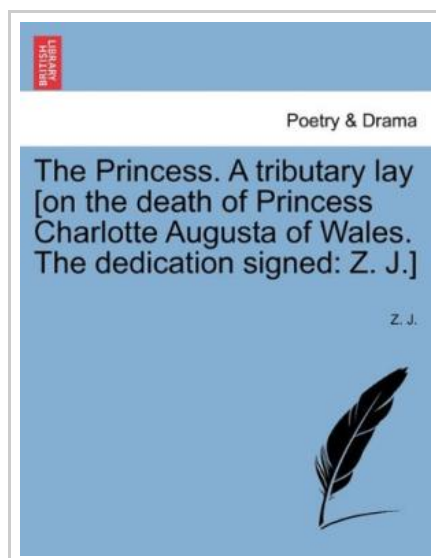 BRITISH
LIBRARY
Poetry & Drama
The Princess. A tributary lay
[on the death of Princess
Charlotte Augusta of Wales.
The dedication signed: Z. J.]
Z. J.